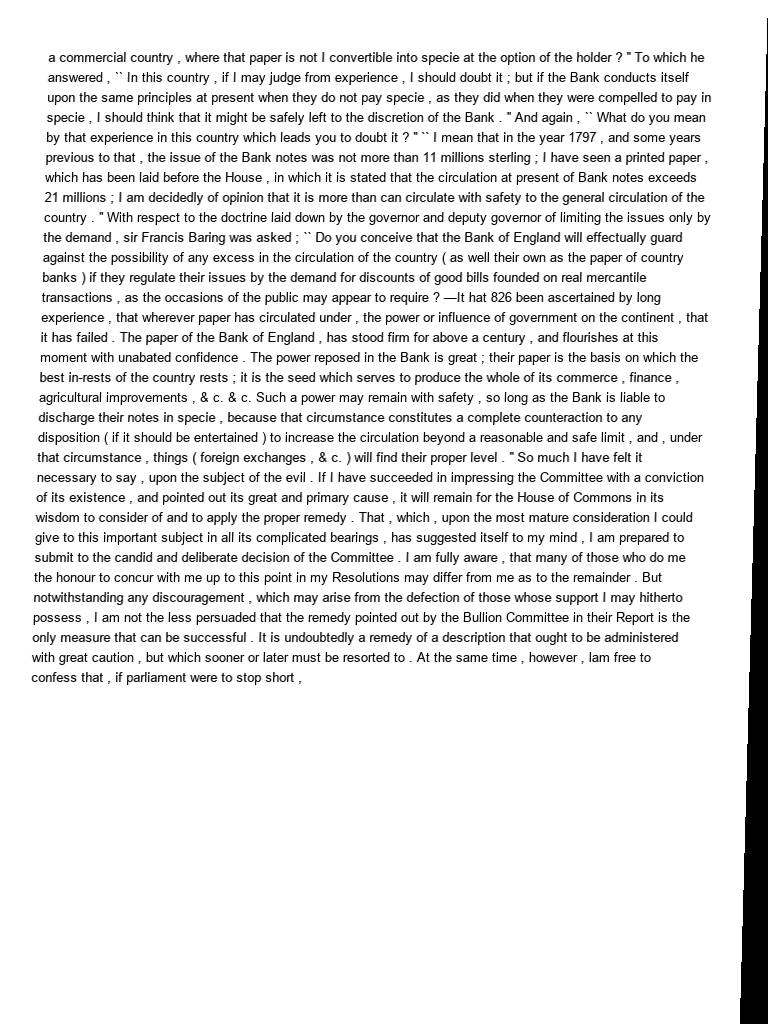 a commercial country , where that paper is not I convertible into specie at the option of the holder ? " To which he
answered , `` In this country , if I may judge from experience , I should doubt it ; but if the Bank conducts itself
upon the same principles at present when they do not pay specie , as they did when they were compelled to pay in
specie , I should think that it might be safely left to the discretion of the Bank . " And again , `` What do you mean
by that experience in this country which leads you to doubt it ? " `` I mean that in the year 1797 , and some years
previous to that , the issue of the Bank notes was not more than 11 millions sterling ; I have seen a printed paper ,
which has been laid before the House , in which it is stated that the circulation at present of Bank notes exceeds
21 millions ; I am decidedly of opinion that it is more than can circulate with safety to the general circulation of the
country . " With respect to the doctrine laid down by the governor and deputy governor of limiting the issues only by
the demand , sir Francis Baring was asked ; `` Do you conceive that the Bank of England will effectually guard
against the possibility of any excess in the circulation of the country ( as well their own as the paper of country
banks ) if they regulate their issues by the demand for discounts of good bills founded on real mercantile
transactions , as the occasions of the public may appear to require ? —It hat 826 been ascertained by long
experience , that wherever paper has circulated under , the power or influence of government on the continent , that
it has failed . The paper of the Bank of England , has stood firm for above a century , and flourishes at this
moment with unabated confidence . The power reposed in the Bank is great ; their paper is the basis on which the
best in-rests of the country rests ; it is the seed which serves to produce the whole of its commerce , finance ,
agricultural improvements , & c. & c. Such a power may remain with safety , so long as the Bank is liable to
discharge their notes in specie , because that circumstance constitutes a complete counteraction to any
disposition ( if it should be entertained ) to increase the circulation beyond a reasonable and safe limit , and , under
that circumstance , things ( foreign exchanges , & c. ) will find their proper level . " So much I have felt it
necessary to say , upon the subject of the evil . If I have succeeded in impressing the Committee with a conviction
of its existence , and pointed out its great and primary cause , it will remain for the House of Commons in its
wisdom to consider of and to apply the proper remedy . That , which , upon the most mature consideration I could
give to this important subject in all its complicated bearings , has suggested itself to my mind , I am prepared to
submit to the candid and deliberate decision of the Committee . I am fully aware , that many of those who do me
the honour to concur with me up to this point in my Resolutions may differ from me as to the remainder . But
notwithstanding any discouragement , which may arise from the defection of those whose support I may hitherto
possess , I am not the less persuaded that the remedy pointed out by the Bullion Committee in their Report is the
only measure that can be successful . It is undoubtedly a remedy of a description that ought to be administered
with great caution , but which sooner or later must be resorted to . At the same time , however , lam free to
confess that , if parliament were to stop short ,